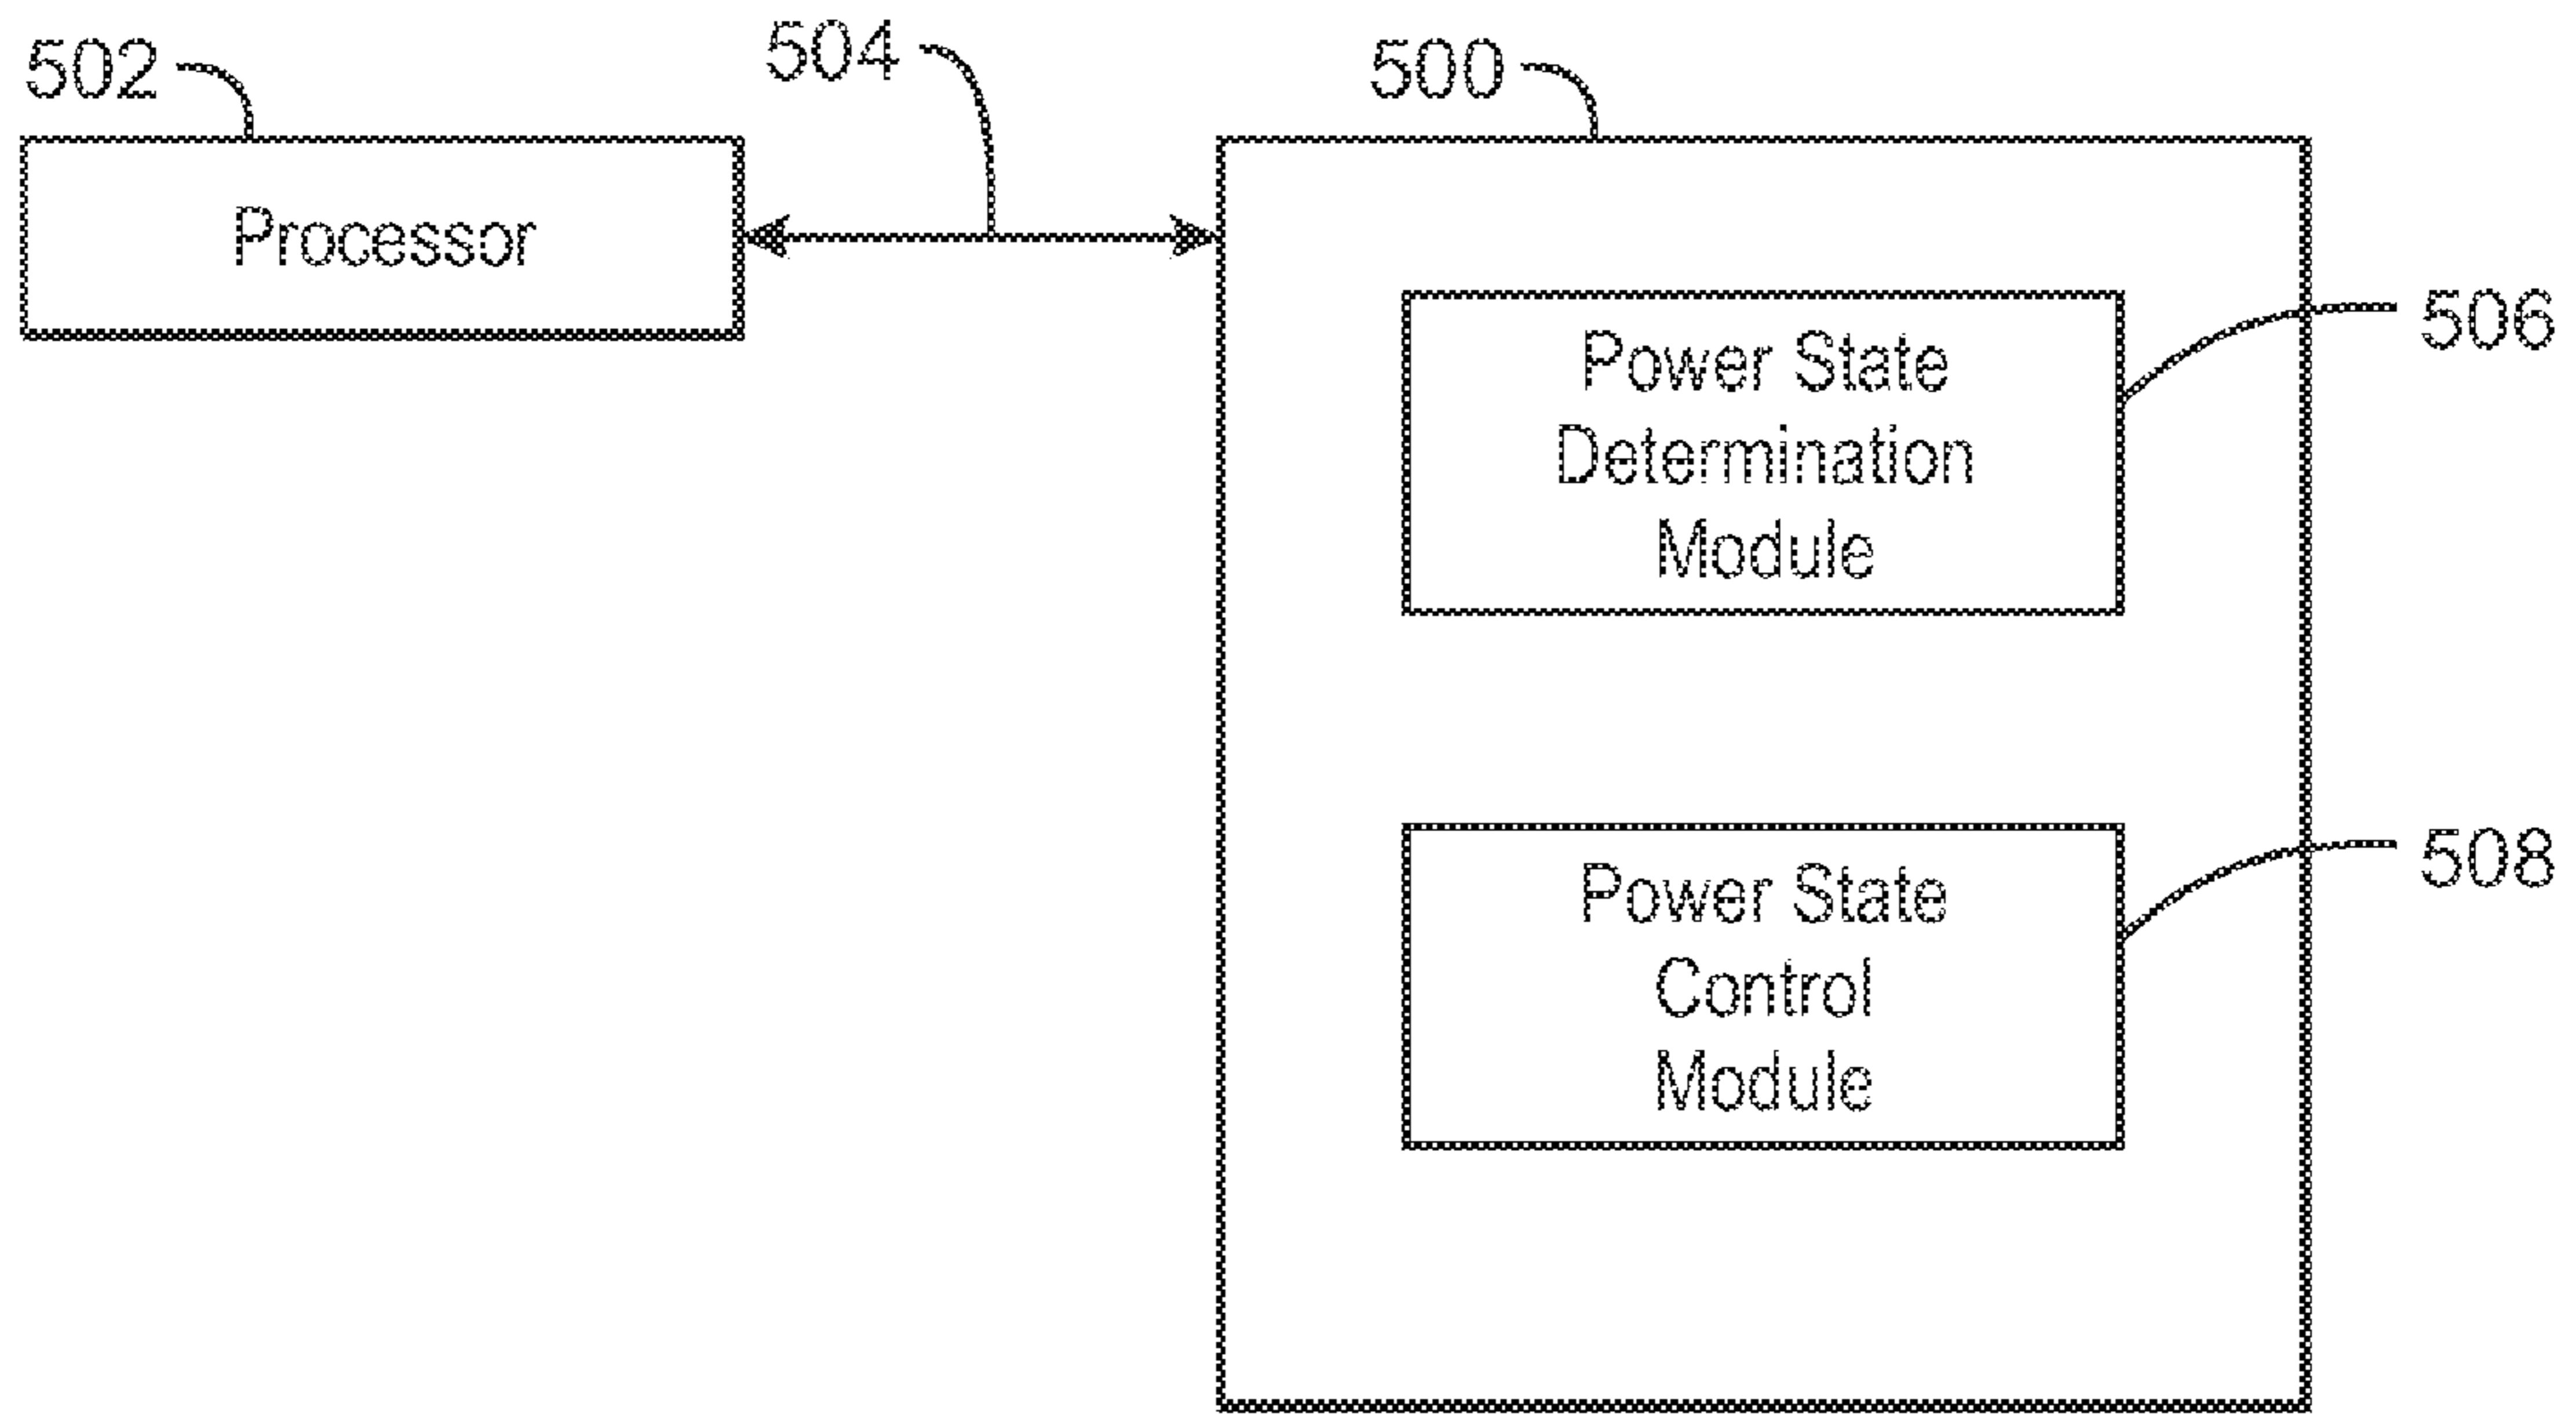 502
504
500
Processor
Power State
Determination
Module
506
Power State
Control
Module
508